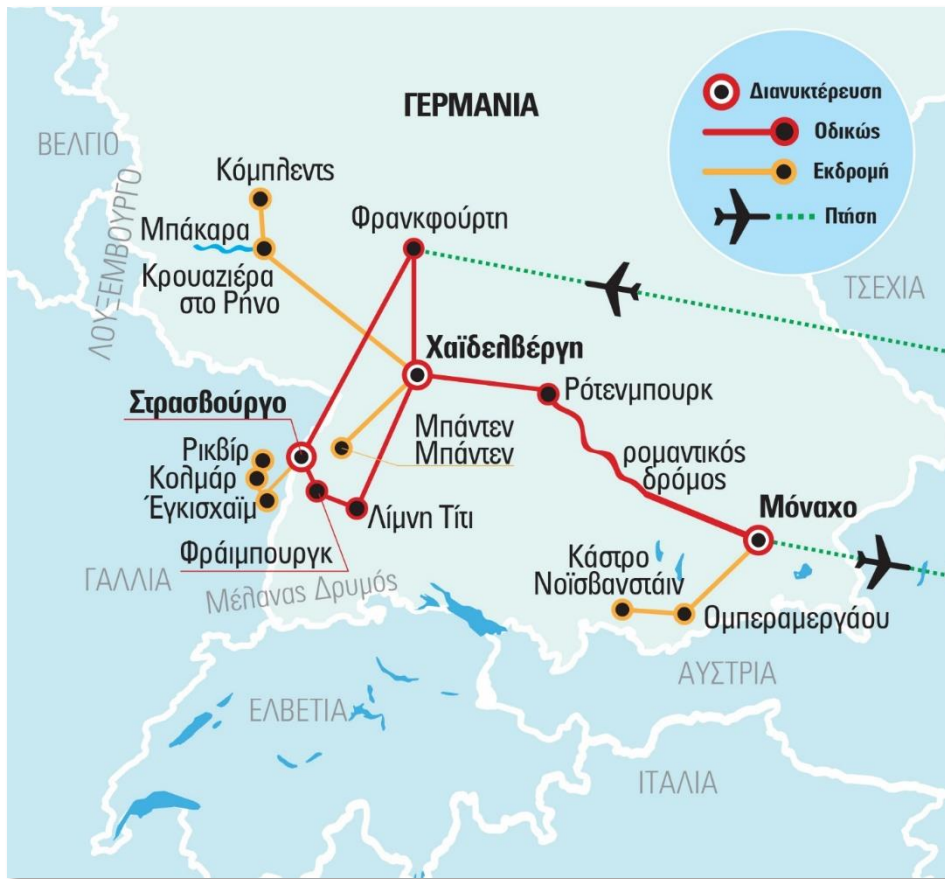 ΓΕΡΜΑΝΙΑ
Διανυκτέρευση
Οδικώς
Εκδρομή
Πτήση
ΒΕΛΓΙΟ
ΛΟΥΞΕΜΒΟΥΡΓΟ
Κόμπλεντς
Μπάκαρα
Κρουαζιέρα
στο Ρήνο
Φρανκφούρτη
ΤΣΕΧΙΑ
Χαϊδελβέργη
Ρότενμπουρκ
Στρασβούργο
Μπάντεν
Μπάντεν
Ρικβίρ
Κολμάρ
Έγκισχαϊμ
ρομαντικός
δρόμος
Μόναχο
Λίμνη Τίτι
Φράιμπουργκ
Κάστρο
Νοϊσβανστάιν
Ομπεραμεργάου
ΓΑΛΛΙΑ
Μέλανας Δρυμός
ΑΥΣΤΡΙΑ
ΕΛΒΕΤΙΑ
ΙΤΑΛΙΑ